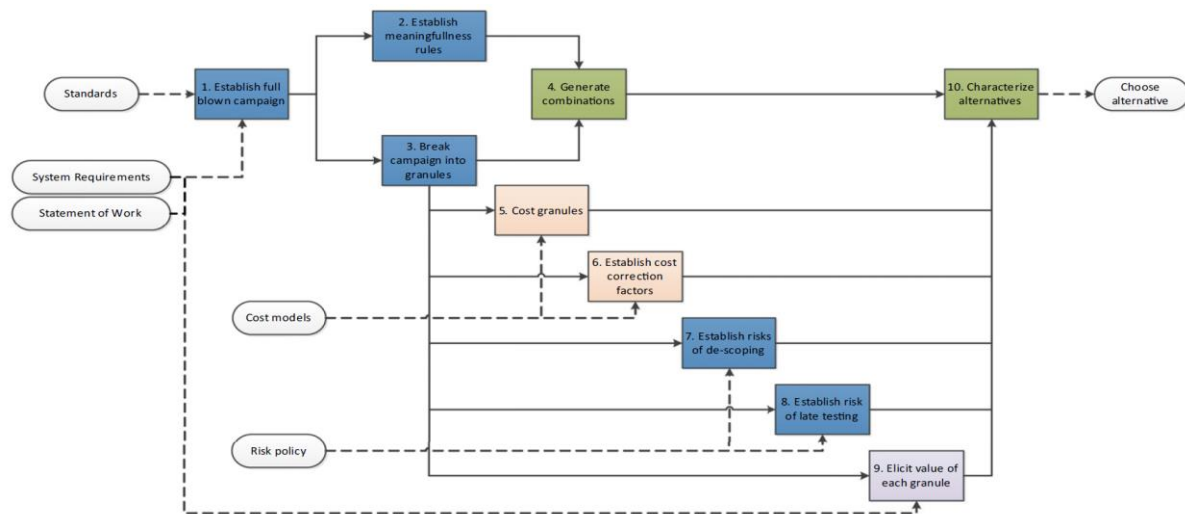 2. Establish
meaningfullness
rules
Standards
1. Establish full
blown campaign
4. Generate
combinations
10. Characterize
alternatives
Choose
alternative
3. Break
campaign into
granules
System Requirements
Statement of Work
5. Cost granules
6. Establish cost
correction
factors
Cost models
7. Establish risks
of de-scoping
8. Establish risk
of late testing
Risk policy
9. Elicit value of
each granule